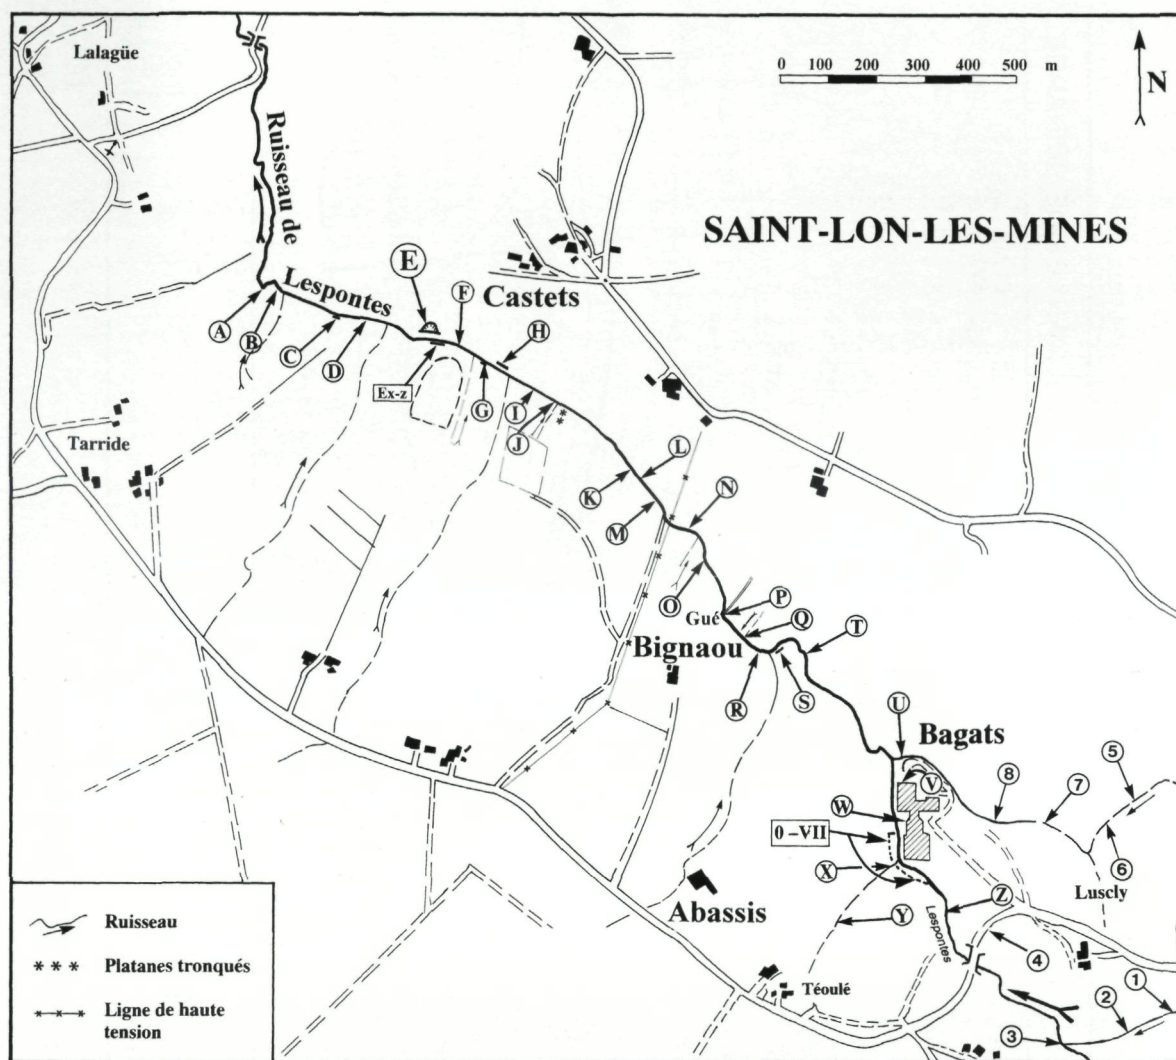 Lalagüe
0 100 200 300 400 500 m
N
Ruisseau de
Lespontes
SAINT-LON-LES-MINES
E
F
Castets
A
B
C
D
H
Ex-z
G
I
J
Tarride
L
K
N
M
O
P
Gué
Q
Bignaou
T
R
S
U
Bagats
5
8
7
V
W
0 – VII
6
X
Luscly
Abassis
Y
Z
Lespontes
4
Téoulé
1
2
3
Ruisseau
* * * Platanes tronqués
Ligne de haute
tension